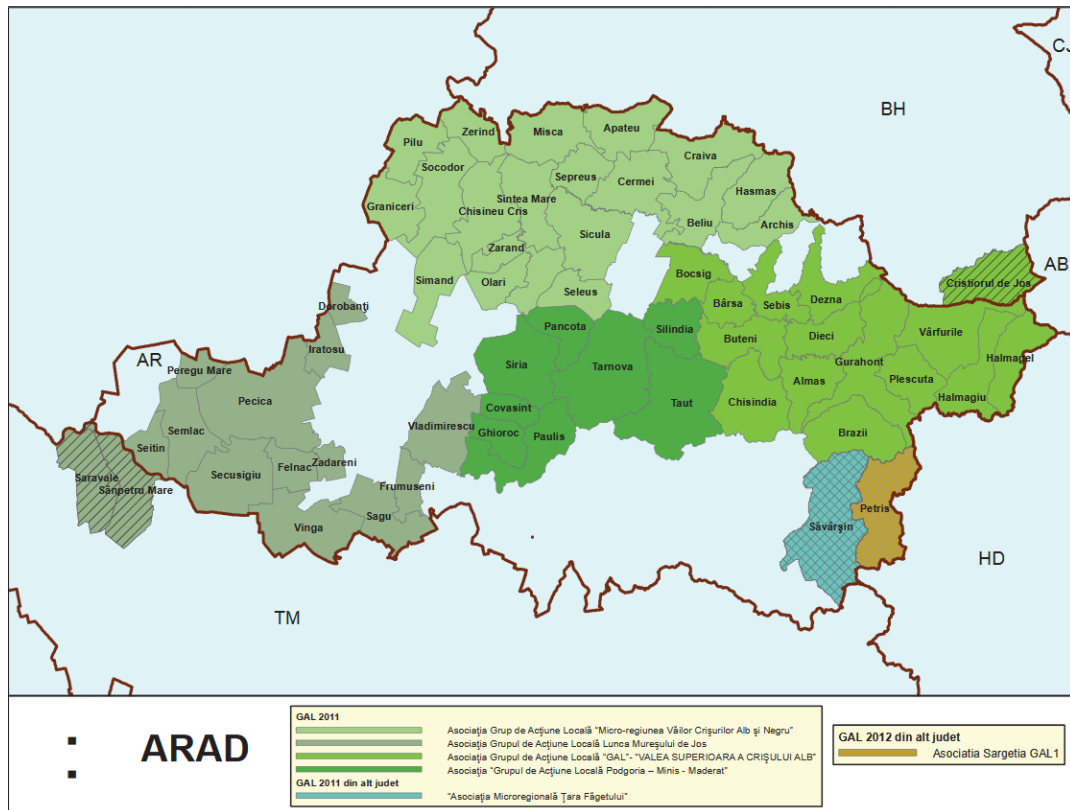 CJ
BH
Zerind
Misca
Apateu
Pilu
Socodor
Craiva
Sepreus
Cermei
Hasmas
Graniceri
Sintea Mare
Chisineu Cris
Beliu
Archis
Sicula
Zarand
AB
Simand
Olari
Bocsig
Cristiorul de Jos
Seleus
Dorobanţi
Bârsa
Sebis
Dezna
Pancota
Silindia
Vârfurile
Iratosu
Buteni
Dieci
AR
Siria
Tarnova
Gurahont
Halmagel
Peregu Mare
Almas
Plescuta
Pecica
Covasint
Taut
Chisindia
Halmagiu
Vladimirescu
Semlac
Ghioroc
Paulis
Brazii
Seitin
Felnac
Zadareni
Saravale
Secusigiu
Sânpetru Mare
Frumuseni
Petris
Vinga
Sagu
Săvârşin
HD
TM
: ARAD
GAL 2011
Asociaţia Grup de Acţiune Locală "Micro-regiunea Văilor Crişurilor Alb şi Negru"
Asociaţia Grupul de Acţiune Locală Lunca Mureşului de Jos
Asociaţia Grupul de Acţiune Locală "GAL"- "VALEA SUPERIOARA A CRIŞULUI ALB"
Asociaţia "Grupul de Acţiune Locală Podgoria – Minis - Maderat"
GAL 2011 din alt judet
"Asociaţia Microregională Ţara Făgetului"
GAL 2012 din alt judet
Asociatia Sargetia GAL1